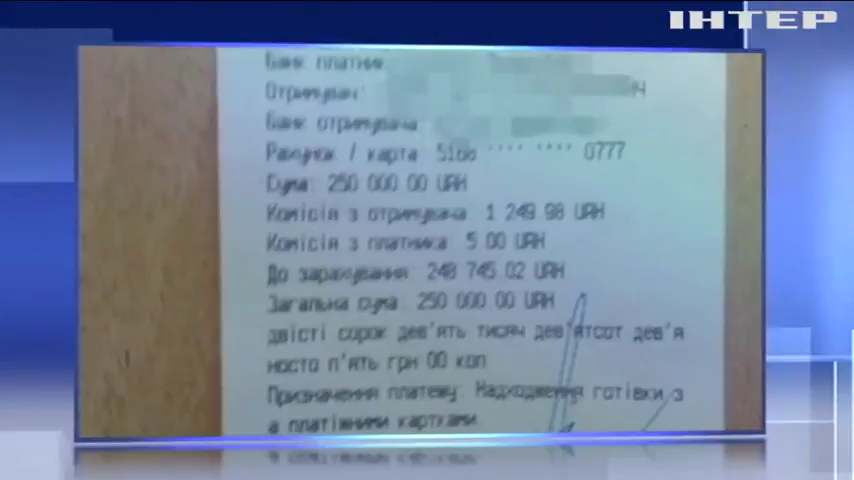 ІНТЕР
Банк платник:
Отримувач:
Банк отримувача:
Рахунок / карта 5168 **** **** 0777
Сума: 250 000.00 UAH
Комісія з отримувача: 1 249.98 UAH
Комісія з платника: 5.00 UAH
До зарахування: 248 745.02 UAH
Загальна сума: 250 000.00 UAH
двісті сорок дев'ять тисяч дев'ятсот дев'я
носто п'ять грн 00 коп
Призначення платежу: Надходження готівки з
а платіжними картками